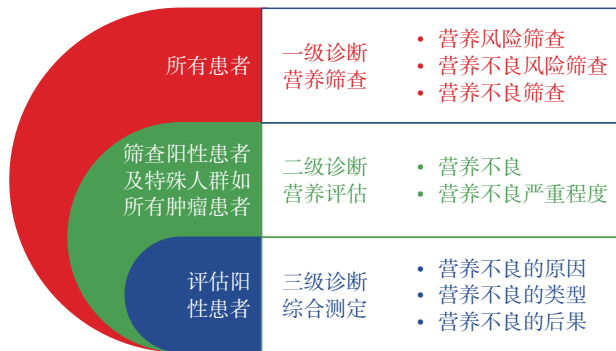 所有患者
一级诊断
营养筛查
• 营养风险筛查
• 营养不良风险筛查
• 营养不良筛查
筛查阳性患者
及特殊人群如
所有肿瘤患者
二级诊断
营养评估
• 营养不良
• 营养不良严重程度
评估阳
性患者
三级诊断
综合测定
• 营养不良的原因
• 营养不良的类型
• 营养不良的后果